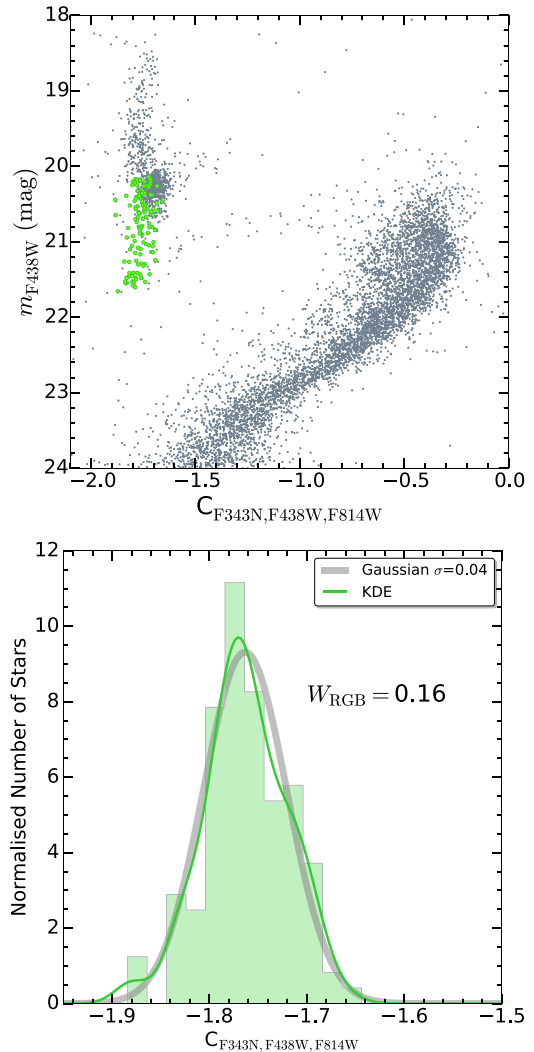 18
19
20
21
22
23
24
m_F438W (mag)
−2.0 −1.5 −1.0 −0.5 0.0
C_F343N,F438W,F814W
12
10
8
6
4
2
0
Normalised Number of Stars
Gaussian σ=0.04
KDE
W_RGB = 0.16
−1.9 −1.8 −1.7 −1.6 −1.5
C_F343N,F438W,F814W